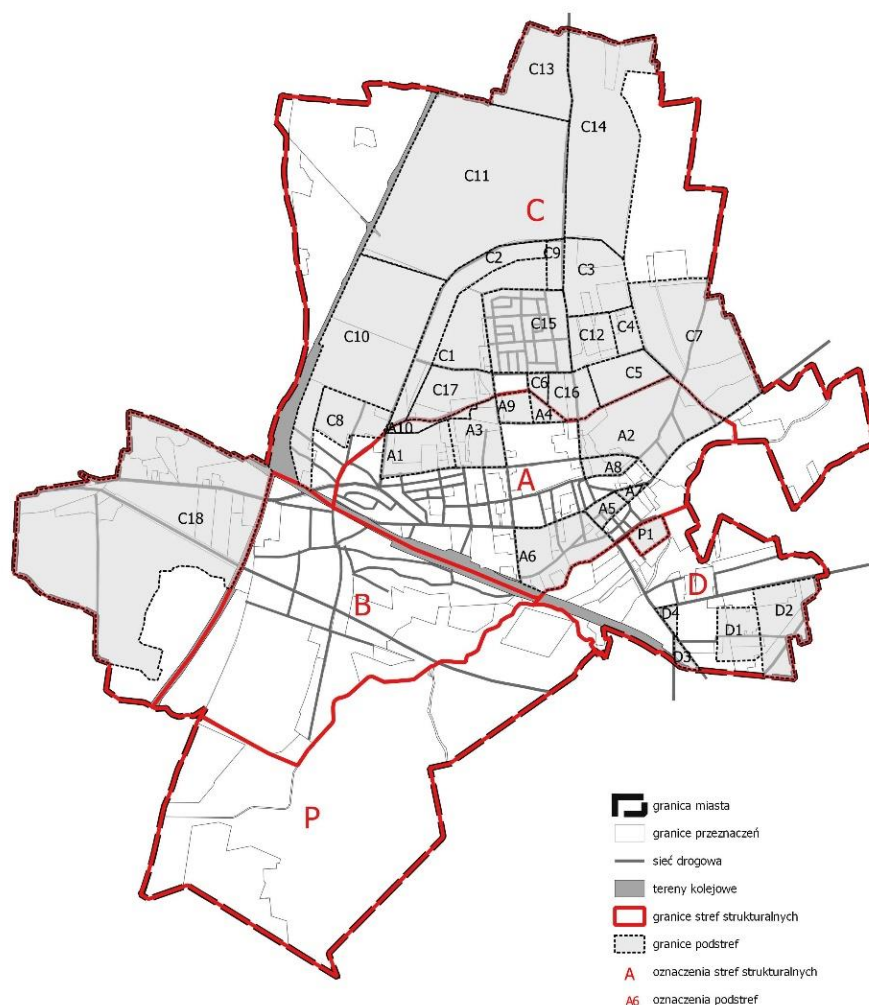 C13
C14
C11
C
C2
C9
C3
C15
C12
C4
C7
C10
C1
C5
C6
C17
C16
C8
A9
A4
A10
A3
A2
A1
A8
A
A7
A5
C18
P1
A6
D
B
D4
D1
D2
D3
P
granica miasta
granice przeznaczeń
sieć drogowa
tereny kolejowe
granice stref strukturalnych
granice podstref
A oznaczenia stref strukturalnych
A6 oznaczenia podstref